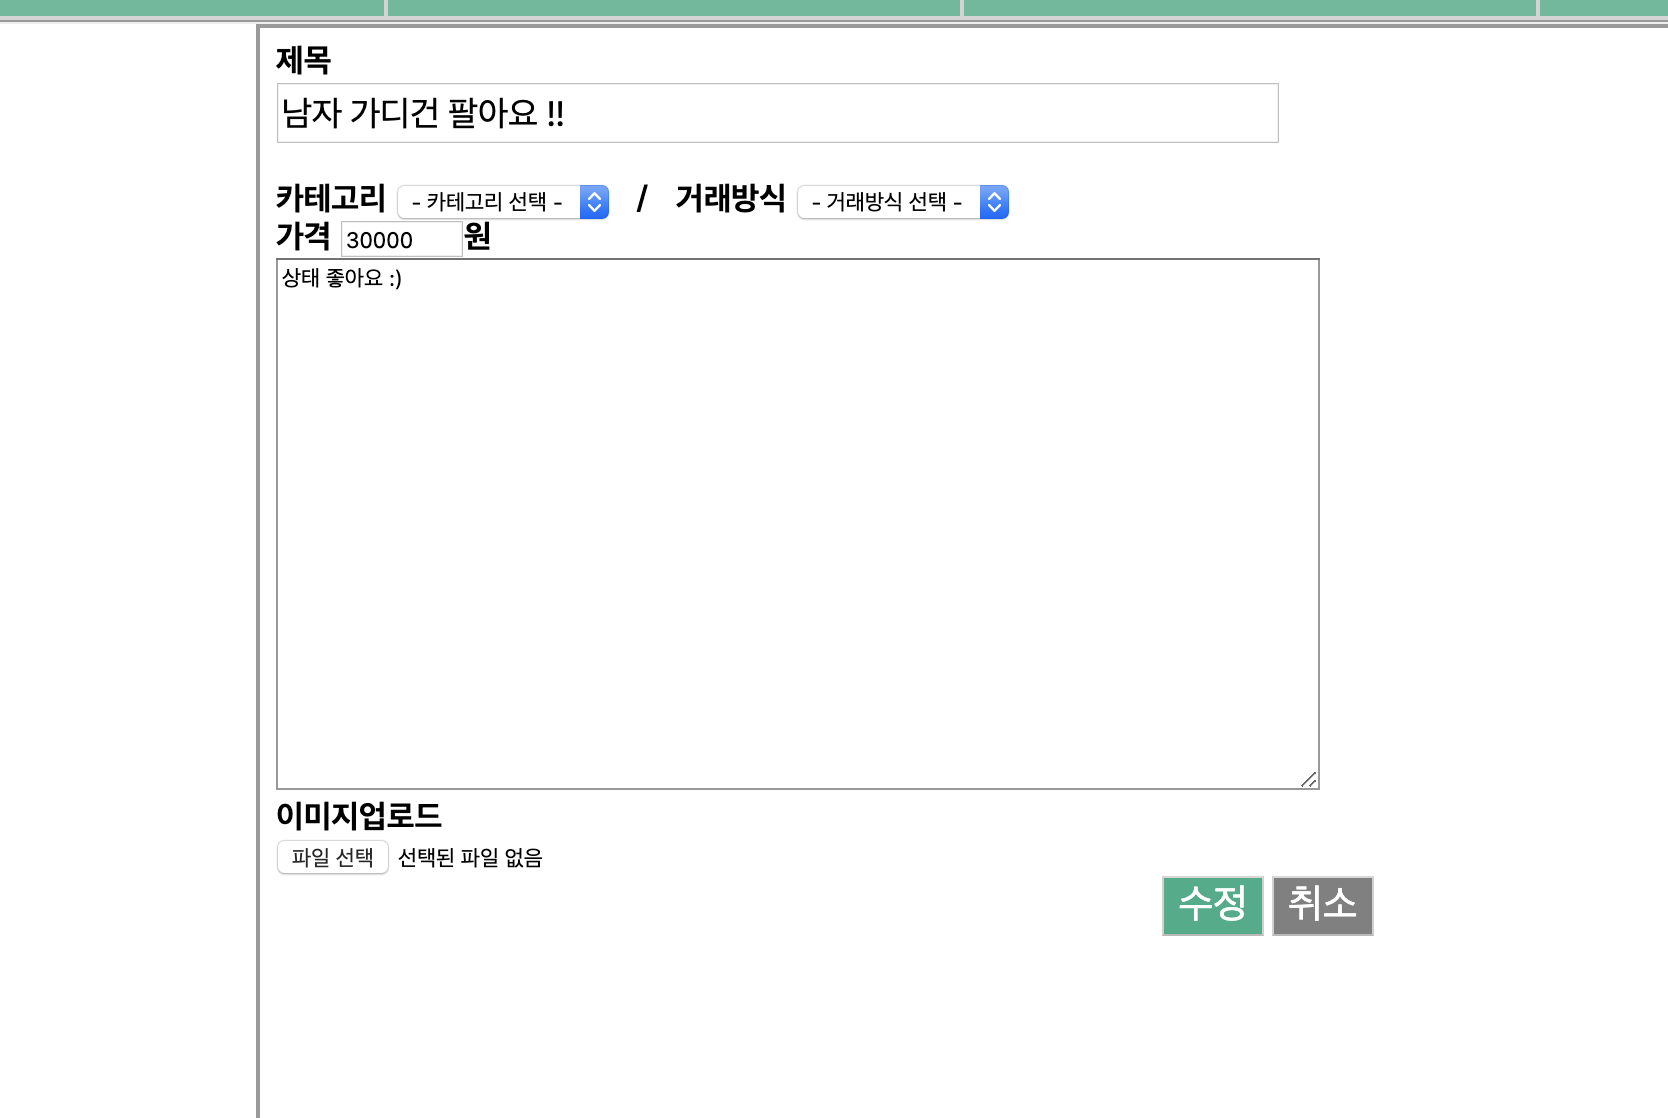 제목
남자 가디건 팔아요 !!
카테고리 - 카테고리 선택 - / 거래방식 - 거래방식 선택 -
가격 30000 원
상태 좋아요 :)
이미지업로드
파일 선택 선택된 파일 없음
수정 취소